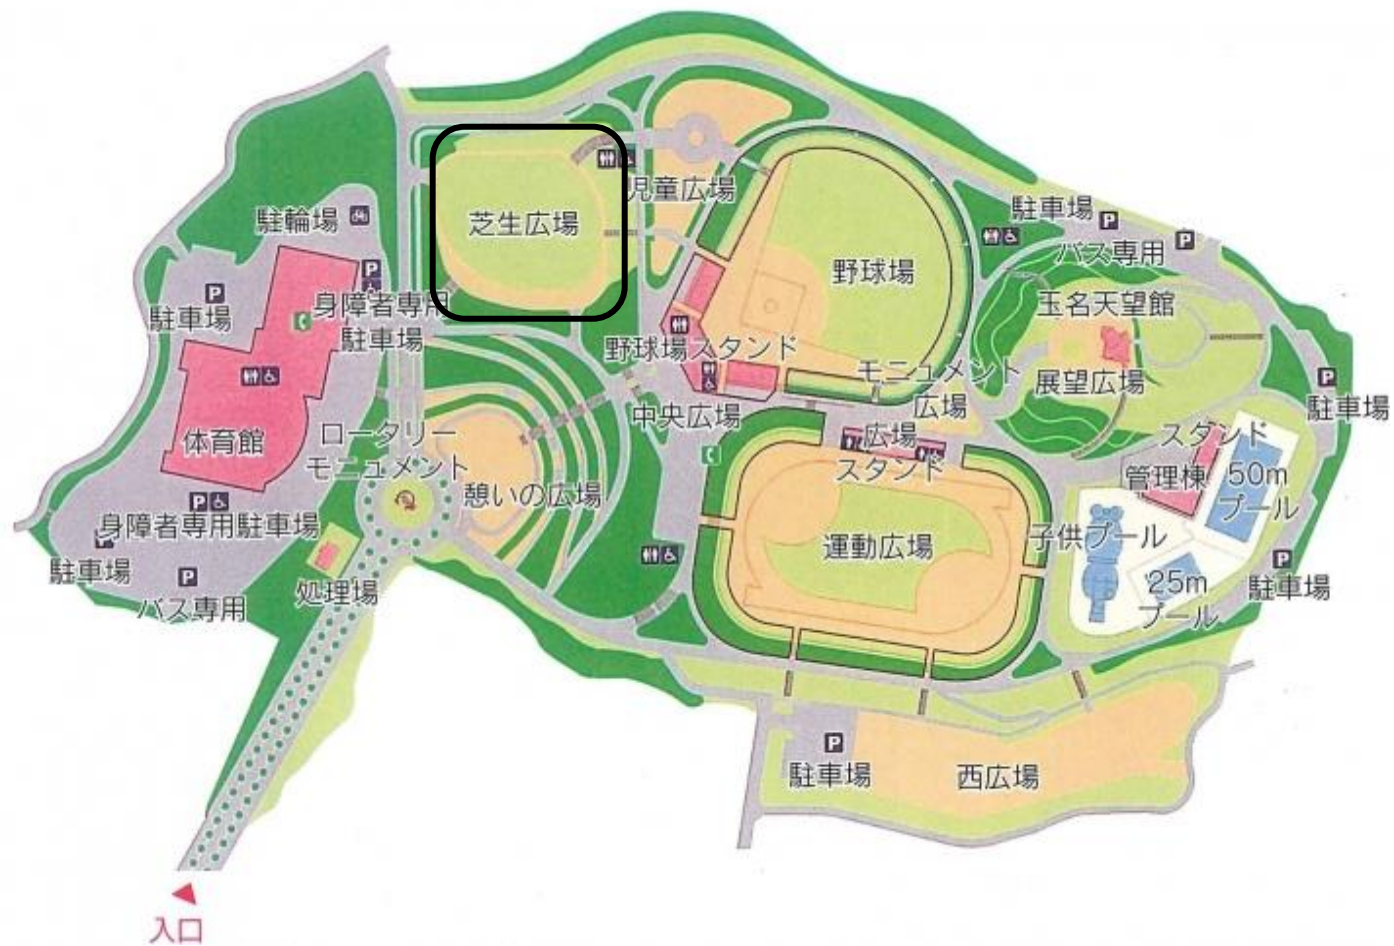 児童広場
芝生広場
駐輪場
駐車場
バス専用
野球場
駐車場
身障者専用
駐車場
玉名天望館
野球場スタンド
モニュメント
広場
展望広場
中央広場
駐車場
体育館
ロータリー
モニュメント
広場
スタンド
スタンド
憩いの広場
管理棟
50m
プール
身障者専用駐車場
運動広場
子供プール
駐車場
バス専用
処理場
25m
プール
駐車場
駐車場
西広場
入口
P
P
P
P
P
P
P
P
P
P